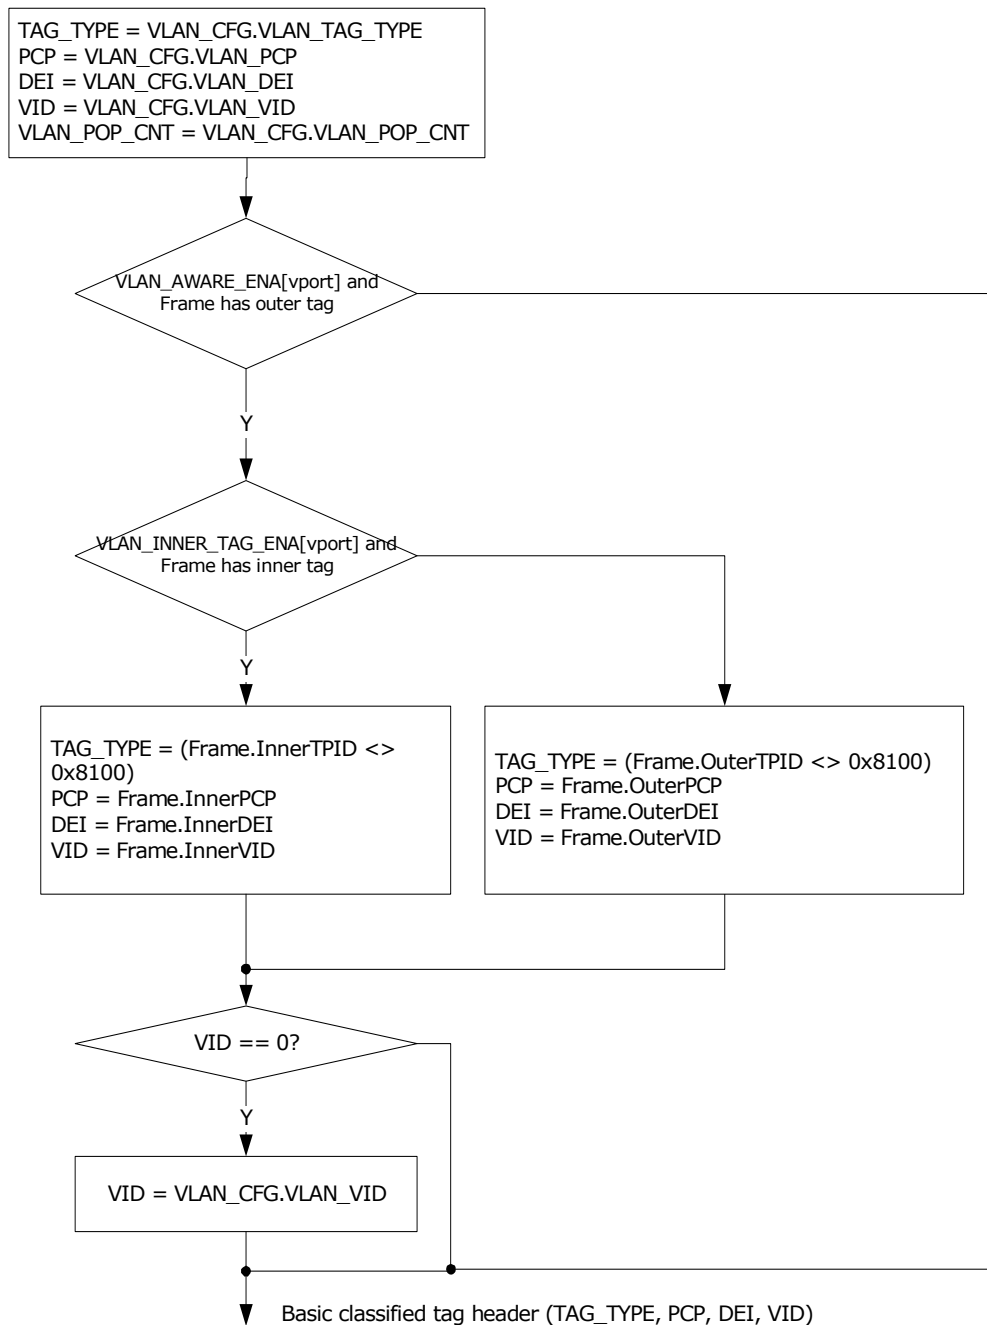 TAG_TYPE = VLAN_CFG.VLAN_TAG_TYPE
PCP = VLAN_CFG.VLAN_PCP
DEI = VLAN_CFG.VLAN_DEI
VID = VLAN_CFG.VLAN_VID
VLAN_POP_CNT = VLAN_CFG.VLAN_POP_CNT
VLAN_AWARE_ENA[vport] and
Frame has outer tag
Y
VLAN_INNER_TAG_ENA[vport] and
Frame has inner tag
Y
TAG_TYPE = (Frame.InnerTPID <>
0x8100)
PCP = Frame.InnerPCP
DEI = Frame.InnerDEI
VID = Frame.InnerVID
TAG_TYPE = (Frame.OuterTPID <> 0x8100)
PCP = Frame.OuterPCP
DEI = Frame.OuterDEI
VID = Frame.OuterVID
VID == 0?
Y
VID = VLAN_CFG.VLAN_VID
Basic classified tag header (TAG_TYPE, PCP, DEI, VID)